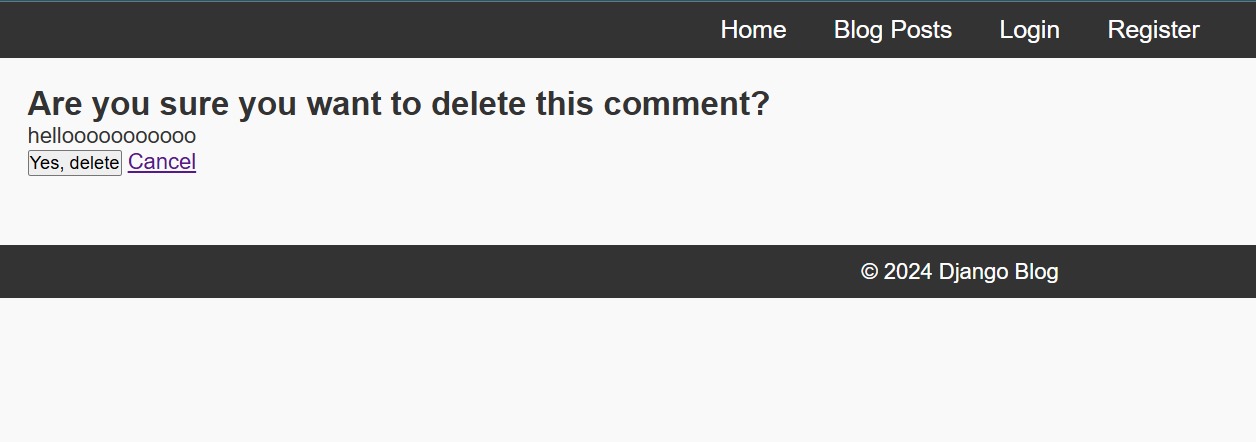 Home Blog Posts Login Register
Are you sure you want to delete this comment?
hellooooooooooo
Yes, delete Cancel
© 2024 Django Blog